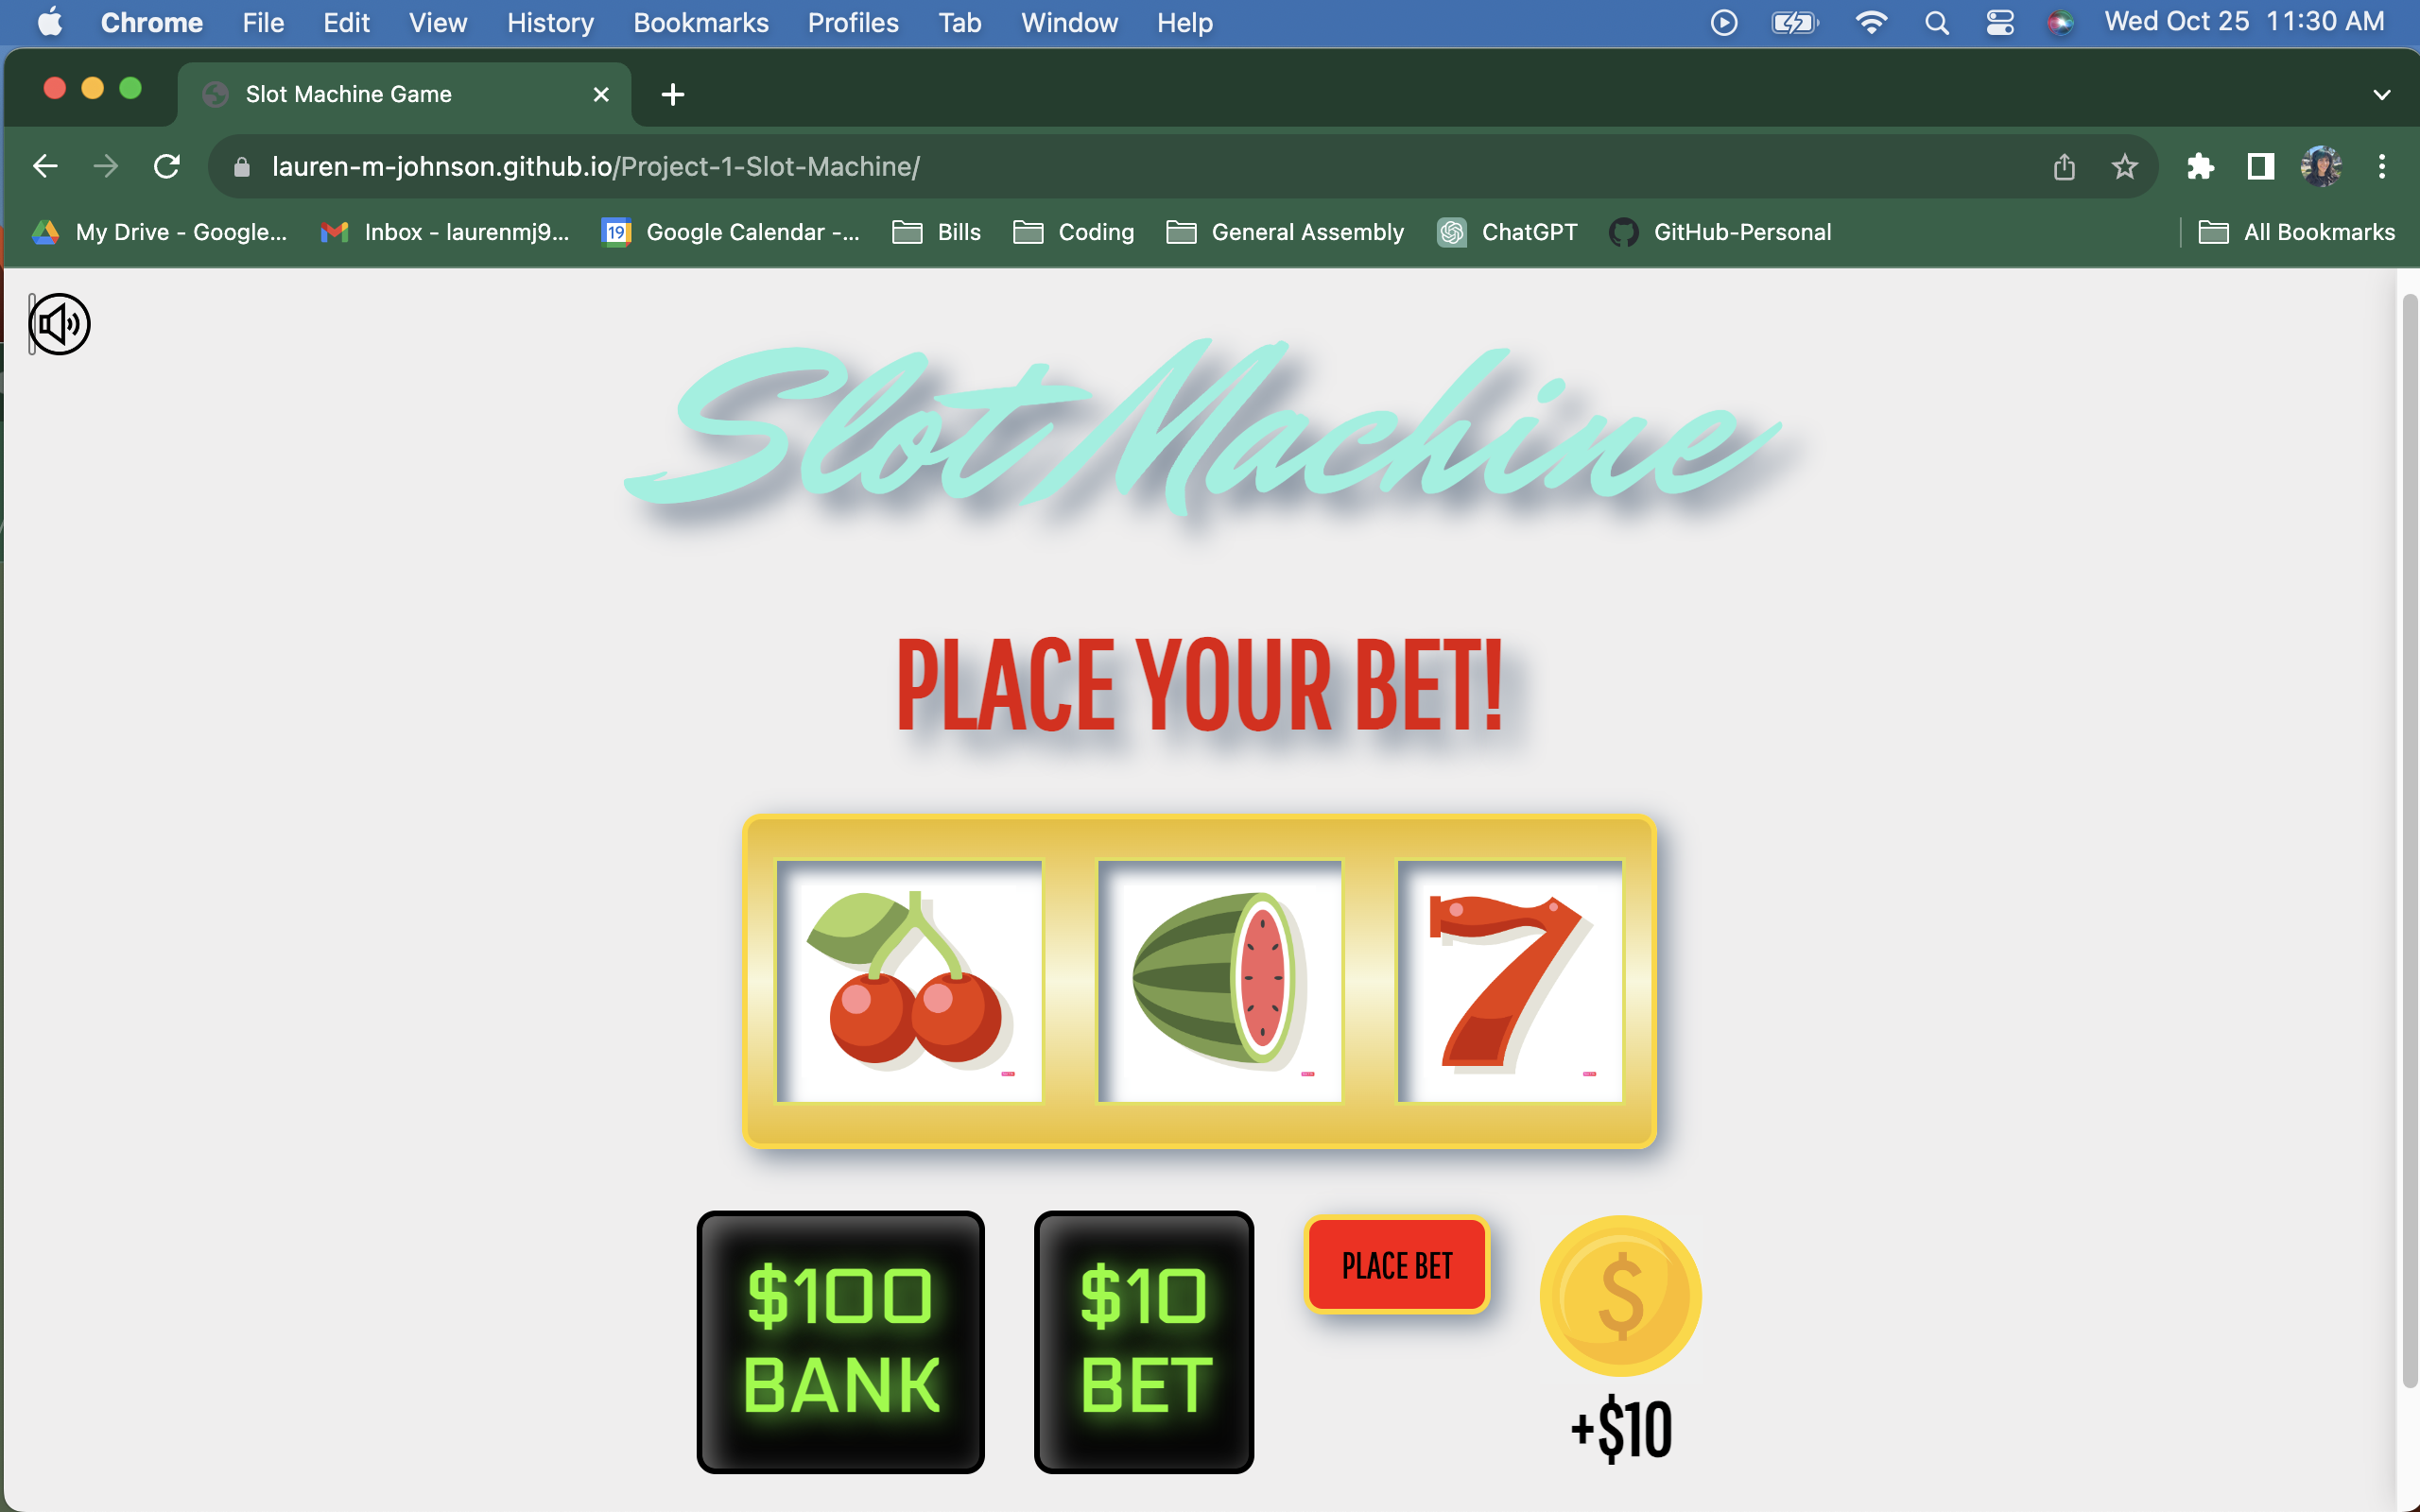 Chrome File Edit View History Bookmarks Profiles Tab Window Help Wed Oct 25 11:30 AM
Slot Machine Game
lauren-m-johnson.github.io/Project-1-Slot-Machine/
My Drive - Google... Inbox - laurenmj9... 19 Google Calendar -... Bills Coding General Assembly ChatGPT GitHub-Personal All Bookmarks
Slot Machine
PLACE YOUR BET!
7
$100
BANK
$10
BET
PLACE BET
$
+$10